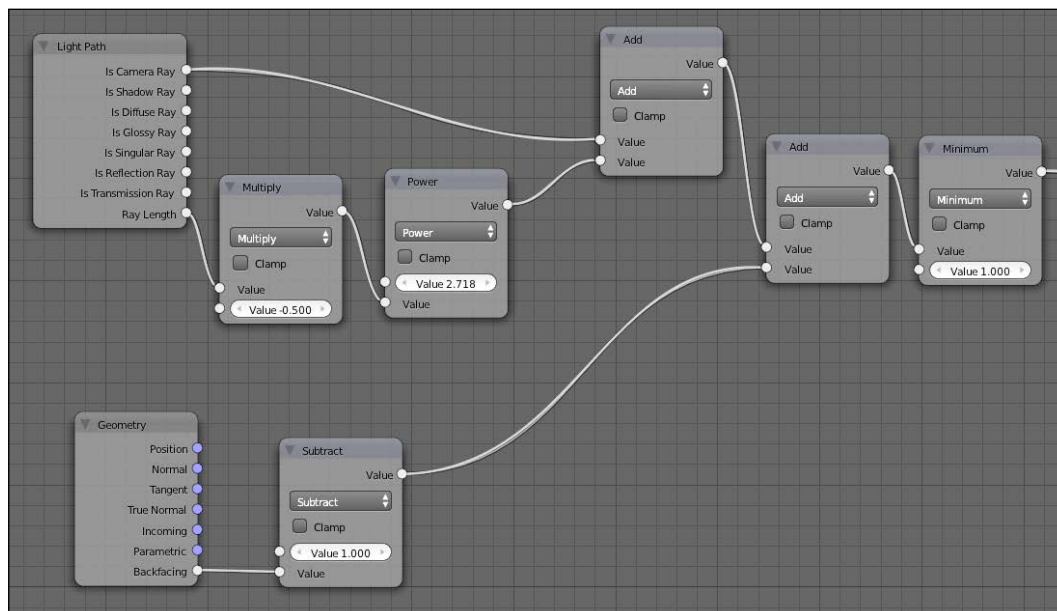 Light Path
Is Camera Ray
Is Shadow Ray
Is Diffuse Ray
Is Glossy Ray
Is Singular Ray
Is Reflection Ray
Is Transmission Ray
Ray Length
Multiply
Value
Multiply
Clamp
Value
Value -0.500
Power
Value
Power
Clamp
Value 2.718
Value
Add
Value
Add
Clamp
Value
Value
Add
Value
Add
Clamp
Value
Value
Minimum
Value
Minimum
Clamp
Value
Value 1.000
Geometry
Position
Normal
Tangent
True Normal
Incoming
Parametric
Backfacing
Subtract
Value
Subtract
Clamp
Value 1.000
Value